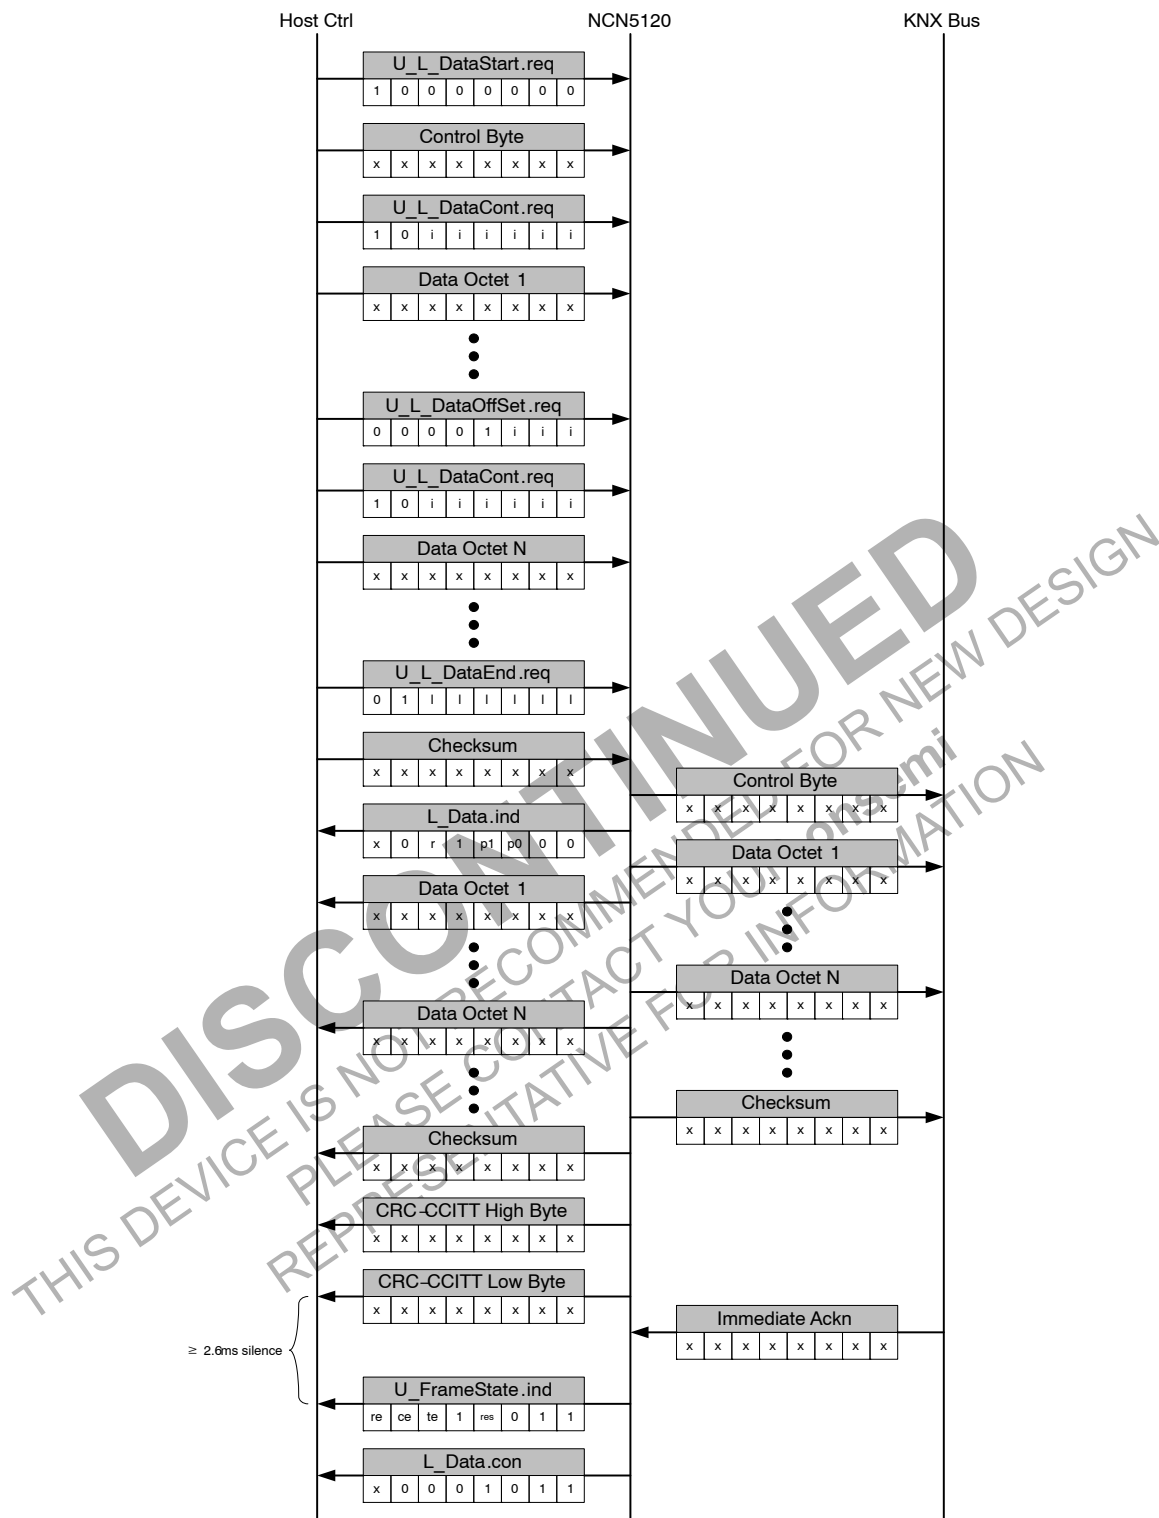 Host Ctrl NCN5120 KNX Bus
U_L_DataStart.req
1 0 0 0 0 0 0 0
Control Byte
x x x x x x x x
U_L_DataCont.req
1 0 i i i i i i
Data Octet 1
x x x x x x x x
U_L_DataOffSet.req
0 0 0 0 1 i i i
U_L_DataCont.req
1 0 i i i i i i
Data Octet N
x x x x x x x x
U_L_DataEnd.req
0 1 l l l l l l
Checksum
x x x x x x x x
Control Byte
x x x x x x x x
L_Data.ind
x 0 r 1 p1 p0 0 0
Data Octet 1
x x x x x x x x
Data Octet 1
x x x x x x x x
Data Octet N
x x x x x x x x
Data Octet N
x x x x x x x x
Checksum
x x x x x x x x
Checksum
x x x x x x x x
CRC-CCITT High Byte
x x x x x x x x
CRC-CCITT Low Byte
x x x x x x x x
Immediate Ackn
x x x x x x x x
≥ 2.6ms silence
U_FrameState.ind
re ce te 1 res 0 1 1
L_Data.con
x 0 0 0 1 0 1 1
DISCONTINUED
THIS DEVICE IS NOT RECOMMENDED FOR NEW DESIGN
PLEASE CONTACT YOUR onsemi
REPRESENTATIVE FOR INFORMATION